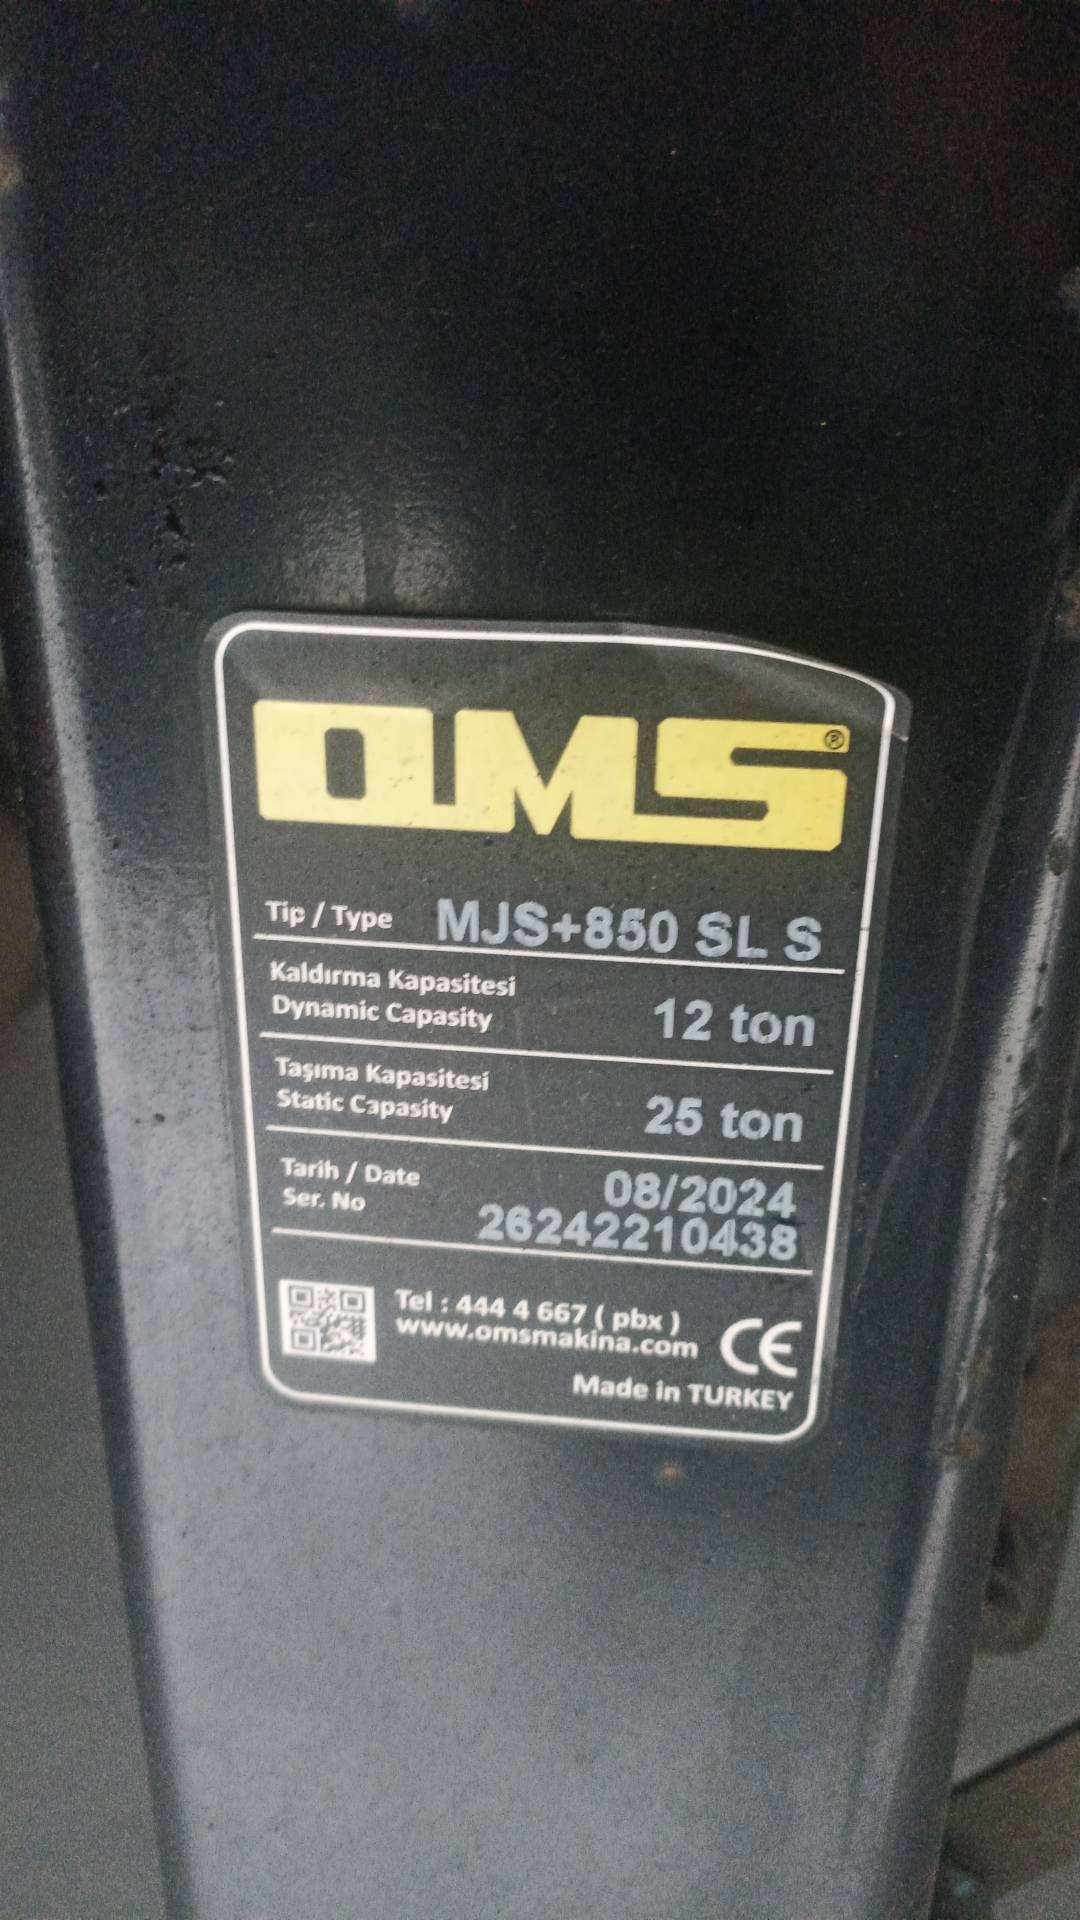 OMS®
Tip / Type MJS+850 SL S
Kaldırma Kapasitesi
Dynamic Capasity 12 ton
Taşıma Kapasitesi
Static Capasity 25 ton
Tarih / Date 08/2024
Ser. No 26242210438
Tel : 444 4 667 ( pbx )
www.omsmakina.com
CE
Made in TURKEY